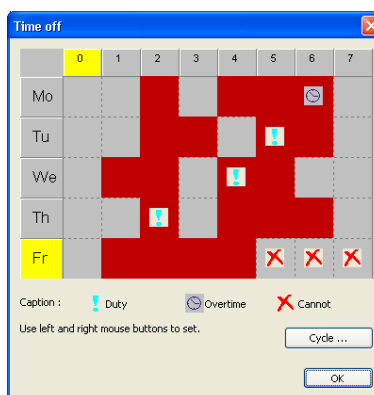 Time off
0 1 2 3 4 5 6 7
Mo
Tu
We
Th
Fr
Caption : Duty Overtime Cannot
Use left and right mouse buttons to set.
Cycle ...
OK